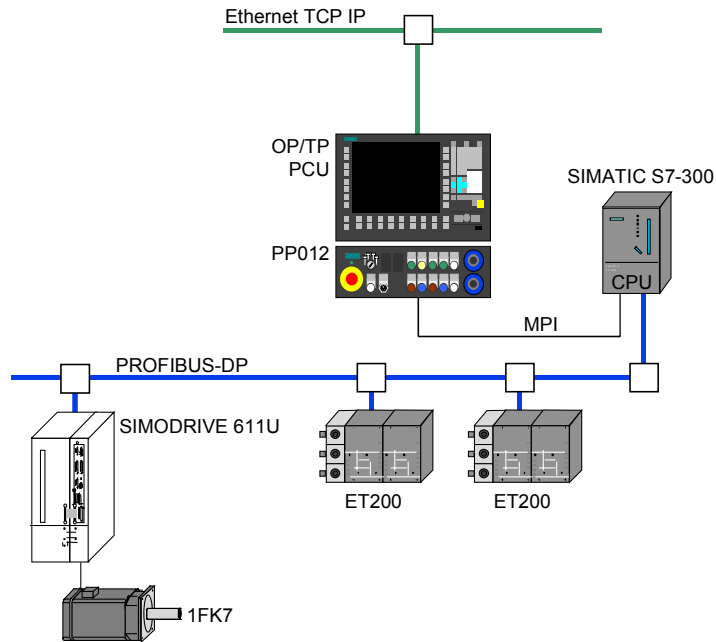 Ethernet TCP IP
OP/TP
PCU
SIMATIC S7-300
PP012
CPU
MPI
PROFIBUS-DP
SIMODRIVE 611U
ET200
ET200
1FK7